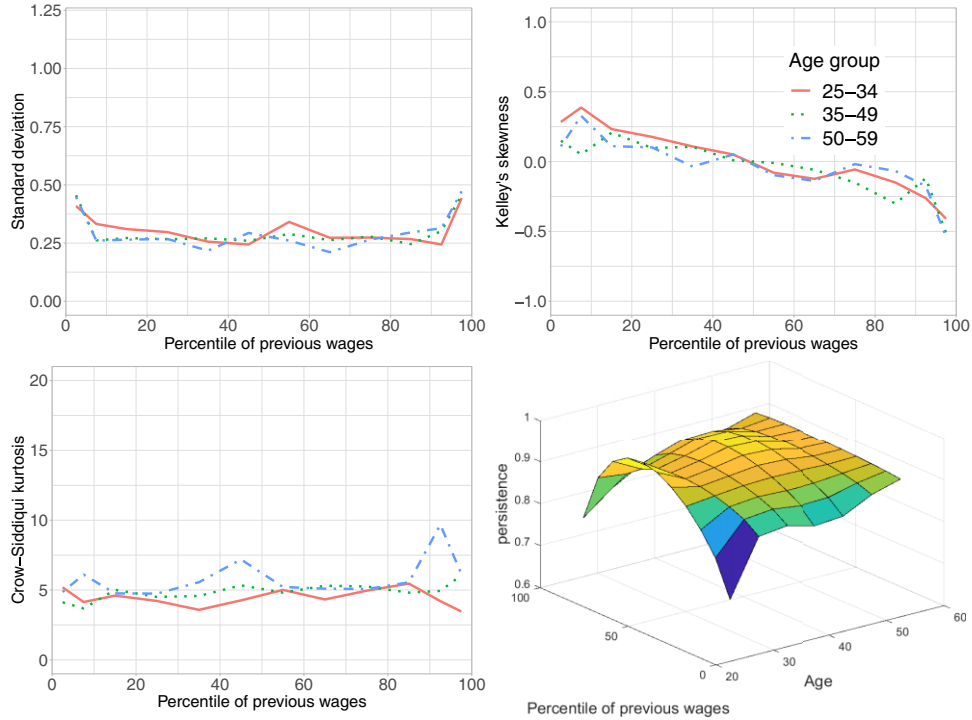 Standard deviation
1.25
1.00
0.75
0.50
0.25
0.00
0 20 40 60 80 100
Percentile of previous wages
Kelley's skewness
1.0
0.5
0.0
−0.5
−1.0
Age group
25–34
35–49
50–59
0 20 40 60 80 100
Percentile of previous wages
Crow–Siddiqui kurtosis
20
15
10
5
0
0 20 40 60 80 100
Percentile of previous wages
persistence
1
0.9
0.8
0.7
0.6
100
50
0
20
30
40
50
60
Age
Percentile of previous wages